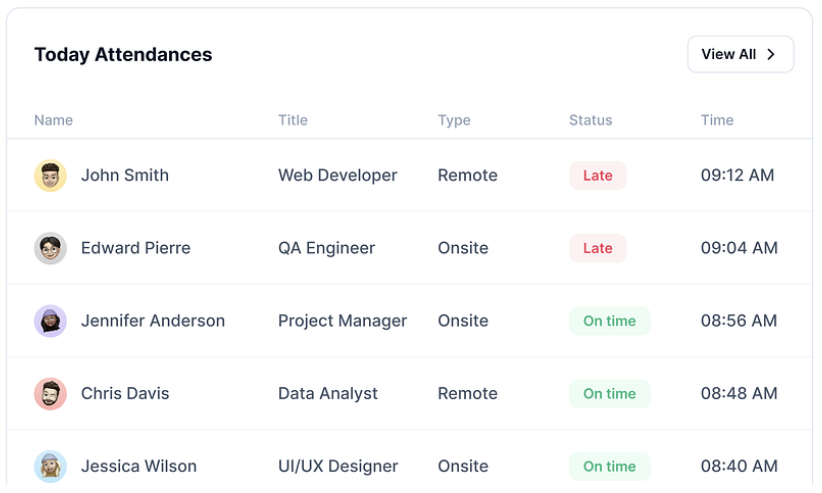 Today Attendances
View All
Name Title Type Status Time
John Smith Web Developer Remote Late 09:12 AM
Edward Pierre QA Engineer Onsite Late 09:04 AM
Jennifer Anderson Project Manager Onsite On time 08:56 AM
Chris Davis Data Analyst Remote On time 08:48 AM
Jessica Wilson UI/UX Designer Onsite On time 08:40 AM